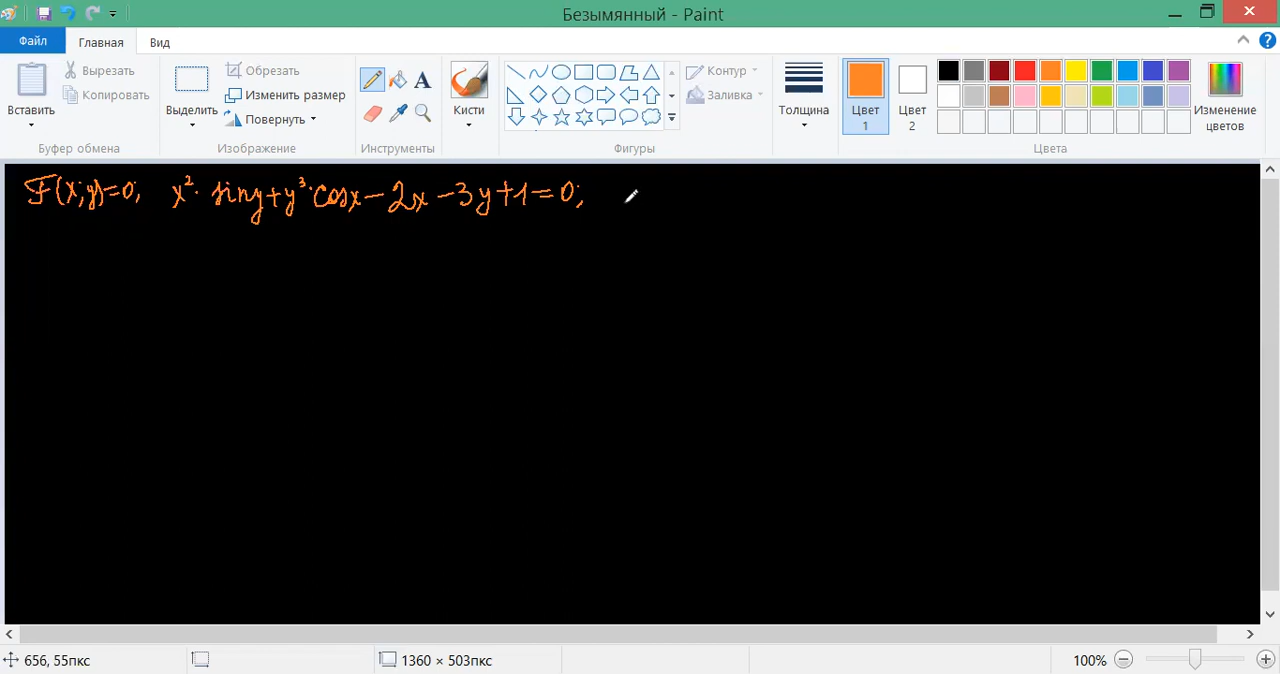 Безымянный - Paint
Файл Главная Вид
Вставить
Вырезать
Копировать
Буфер обмена
Выделить
Обрезать
Изменить размер
Повернуть
Изображение
A
Инструменты
Кисти
Контур
Заливка
Фигуры
Толщина
Цвет 1
Цвет 2
Изменение цветов
Цвета
F(x;y)=0; x²· siny+y³·cosx−2x−3y+1=0;
656, 55пкс
1360 × 503пкс
100%